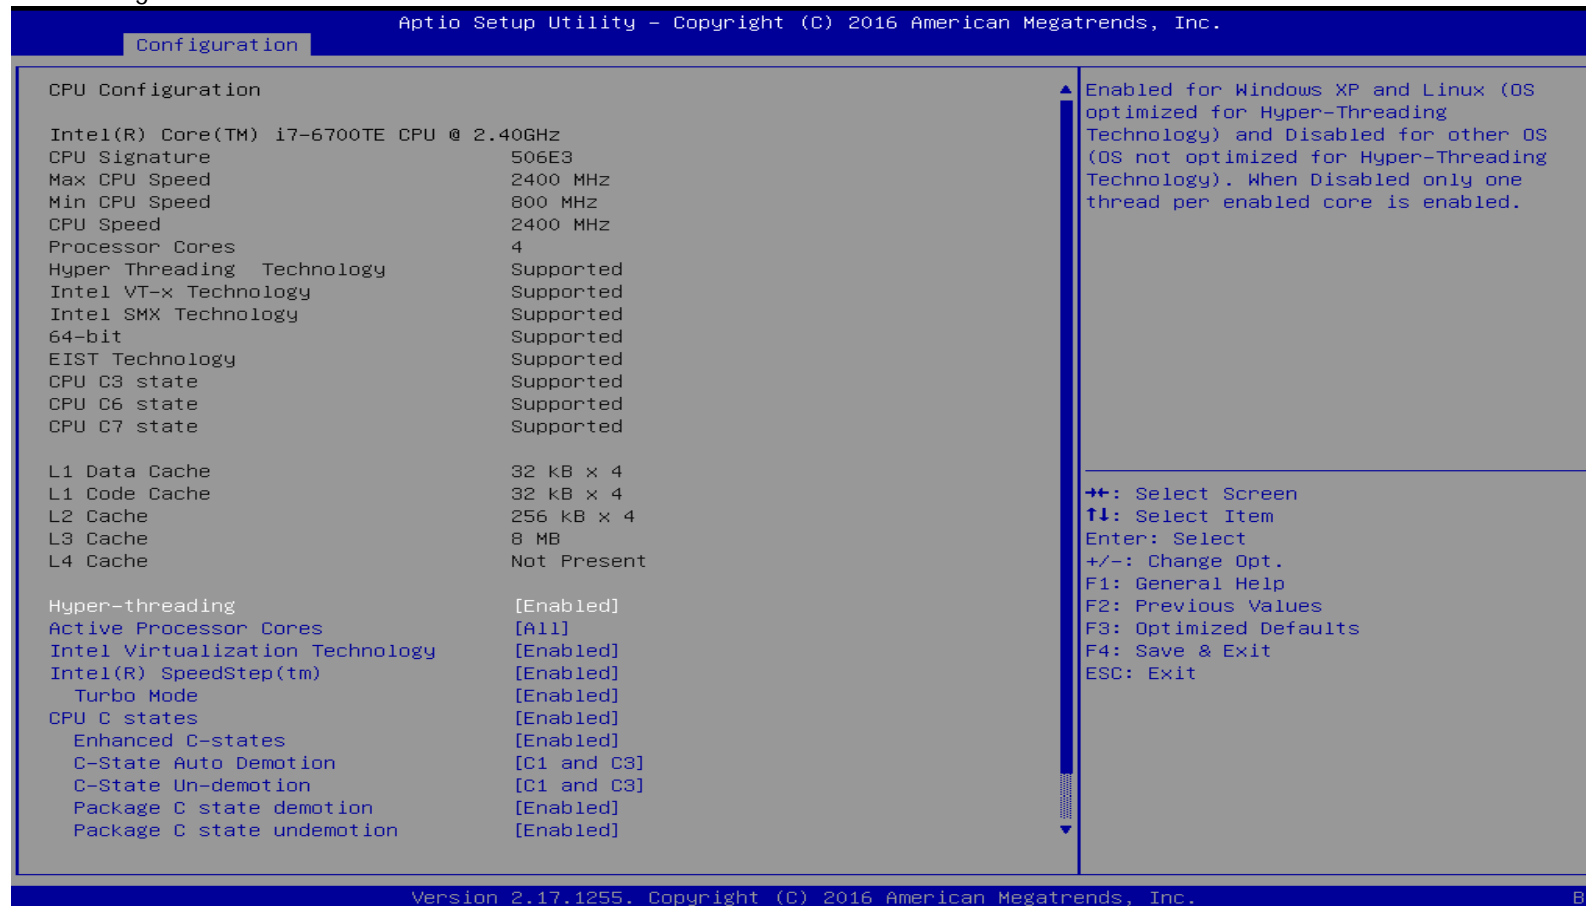 Aptio Setup Utility – Copyright (C) 2016 American Megatrends, Inc.
Configuration
CPU Configuration
Intel(R) Core(TM) i7-6700TE CPU @ 2.40GHz
CPU Signature 506E3
Max CPU Speed 2400 MHz
Min CPU Speed 800 MHz
CPU Speed 2400 MHz
Processor Cores 4
Hyper Threading Technology Supported
Intel VT-x Technology Supported
Intel SMX Technology Supported
64-bit Supported
EIST Technology Supported
CPU C3 state Supported
CPU C6 state Supported
CPU C7 state Supported
L1 Data Cache 32 kB x 4
L1 Code Cache 32 kB x 4
L2 Cache 256 kB x 4
L3 Cache 8 MB
L4 Cache Not Present
Hyper-threading [Enabled]
Active Processor Cores [All]
Intel Virtualization Technology [Enabled]
Intel(R) SpeedStep(tm) [Enabled]
Turbo Mode [Enabled]
CPU C states [Enabled]
Enhanced C-states [Enabled]
C-State Auto Demotion [C1 and C3]
C-State Un-demotion [C1 and C3]
Package C state demotion [Enabled]
Package C state undemotion [Enabled]
Enabled for Windows XP and Linux (OS
optimized for Hyper-Threading
Technology) and Disabled for other OS
(OS not optimized for Hyper-Threading
Technology). When Disabled only one
thread per enabled core is enabled.
→←: Select Screen
↑↓: Select Item
Enter: Select
+/-: Change Opt.
F1: General Help
F2: Previous Values
F3: Optimized Defaults
F4: Save & Exit
ESC: Exit
Version 2.17.1255. Copyright (C) 2016 American Megatrends, Inc.